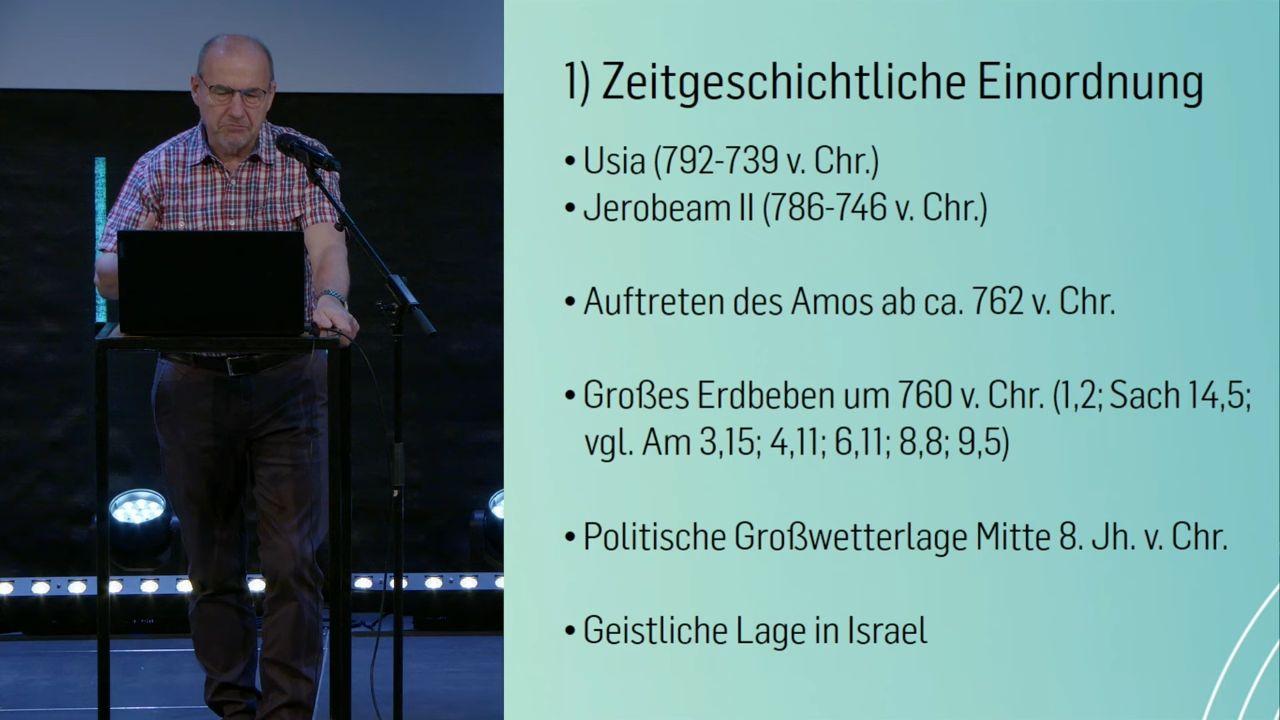 1) Zeitgeschichtliche Einordnung
• Usia (792-739 v. Chr.)
• Jerobeam II (786-746 v. Chr.)
• Auftreten des Amos ab ca. 762 v. Chr.
• Großes Erdbeben um 760 v. Chr. (1,2; Sach 14,5;
vgl. Am 3,15; 4,11; 6,11; 8,8; 9,5)
• Politische Großwetterlage Mitte 8. Jh. v. Chr.
• Geistliche Lage in Israel